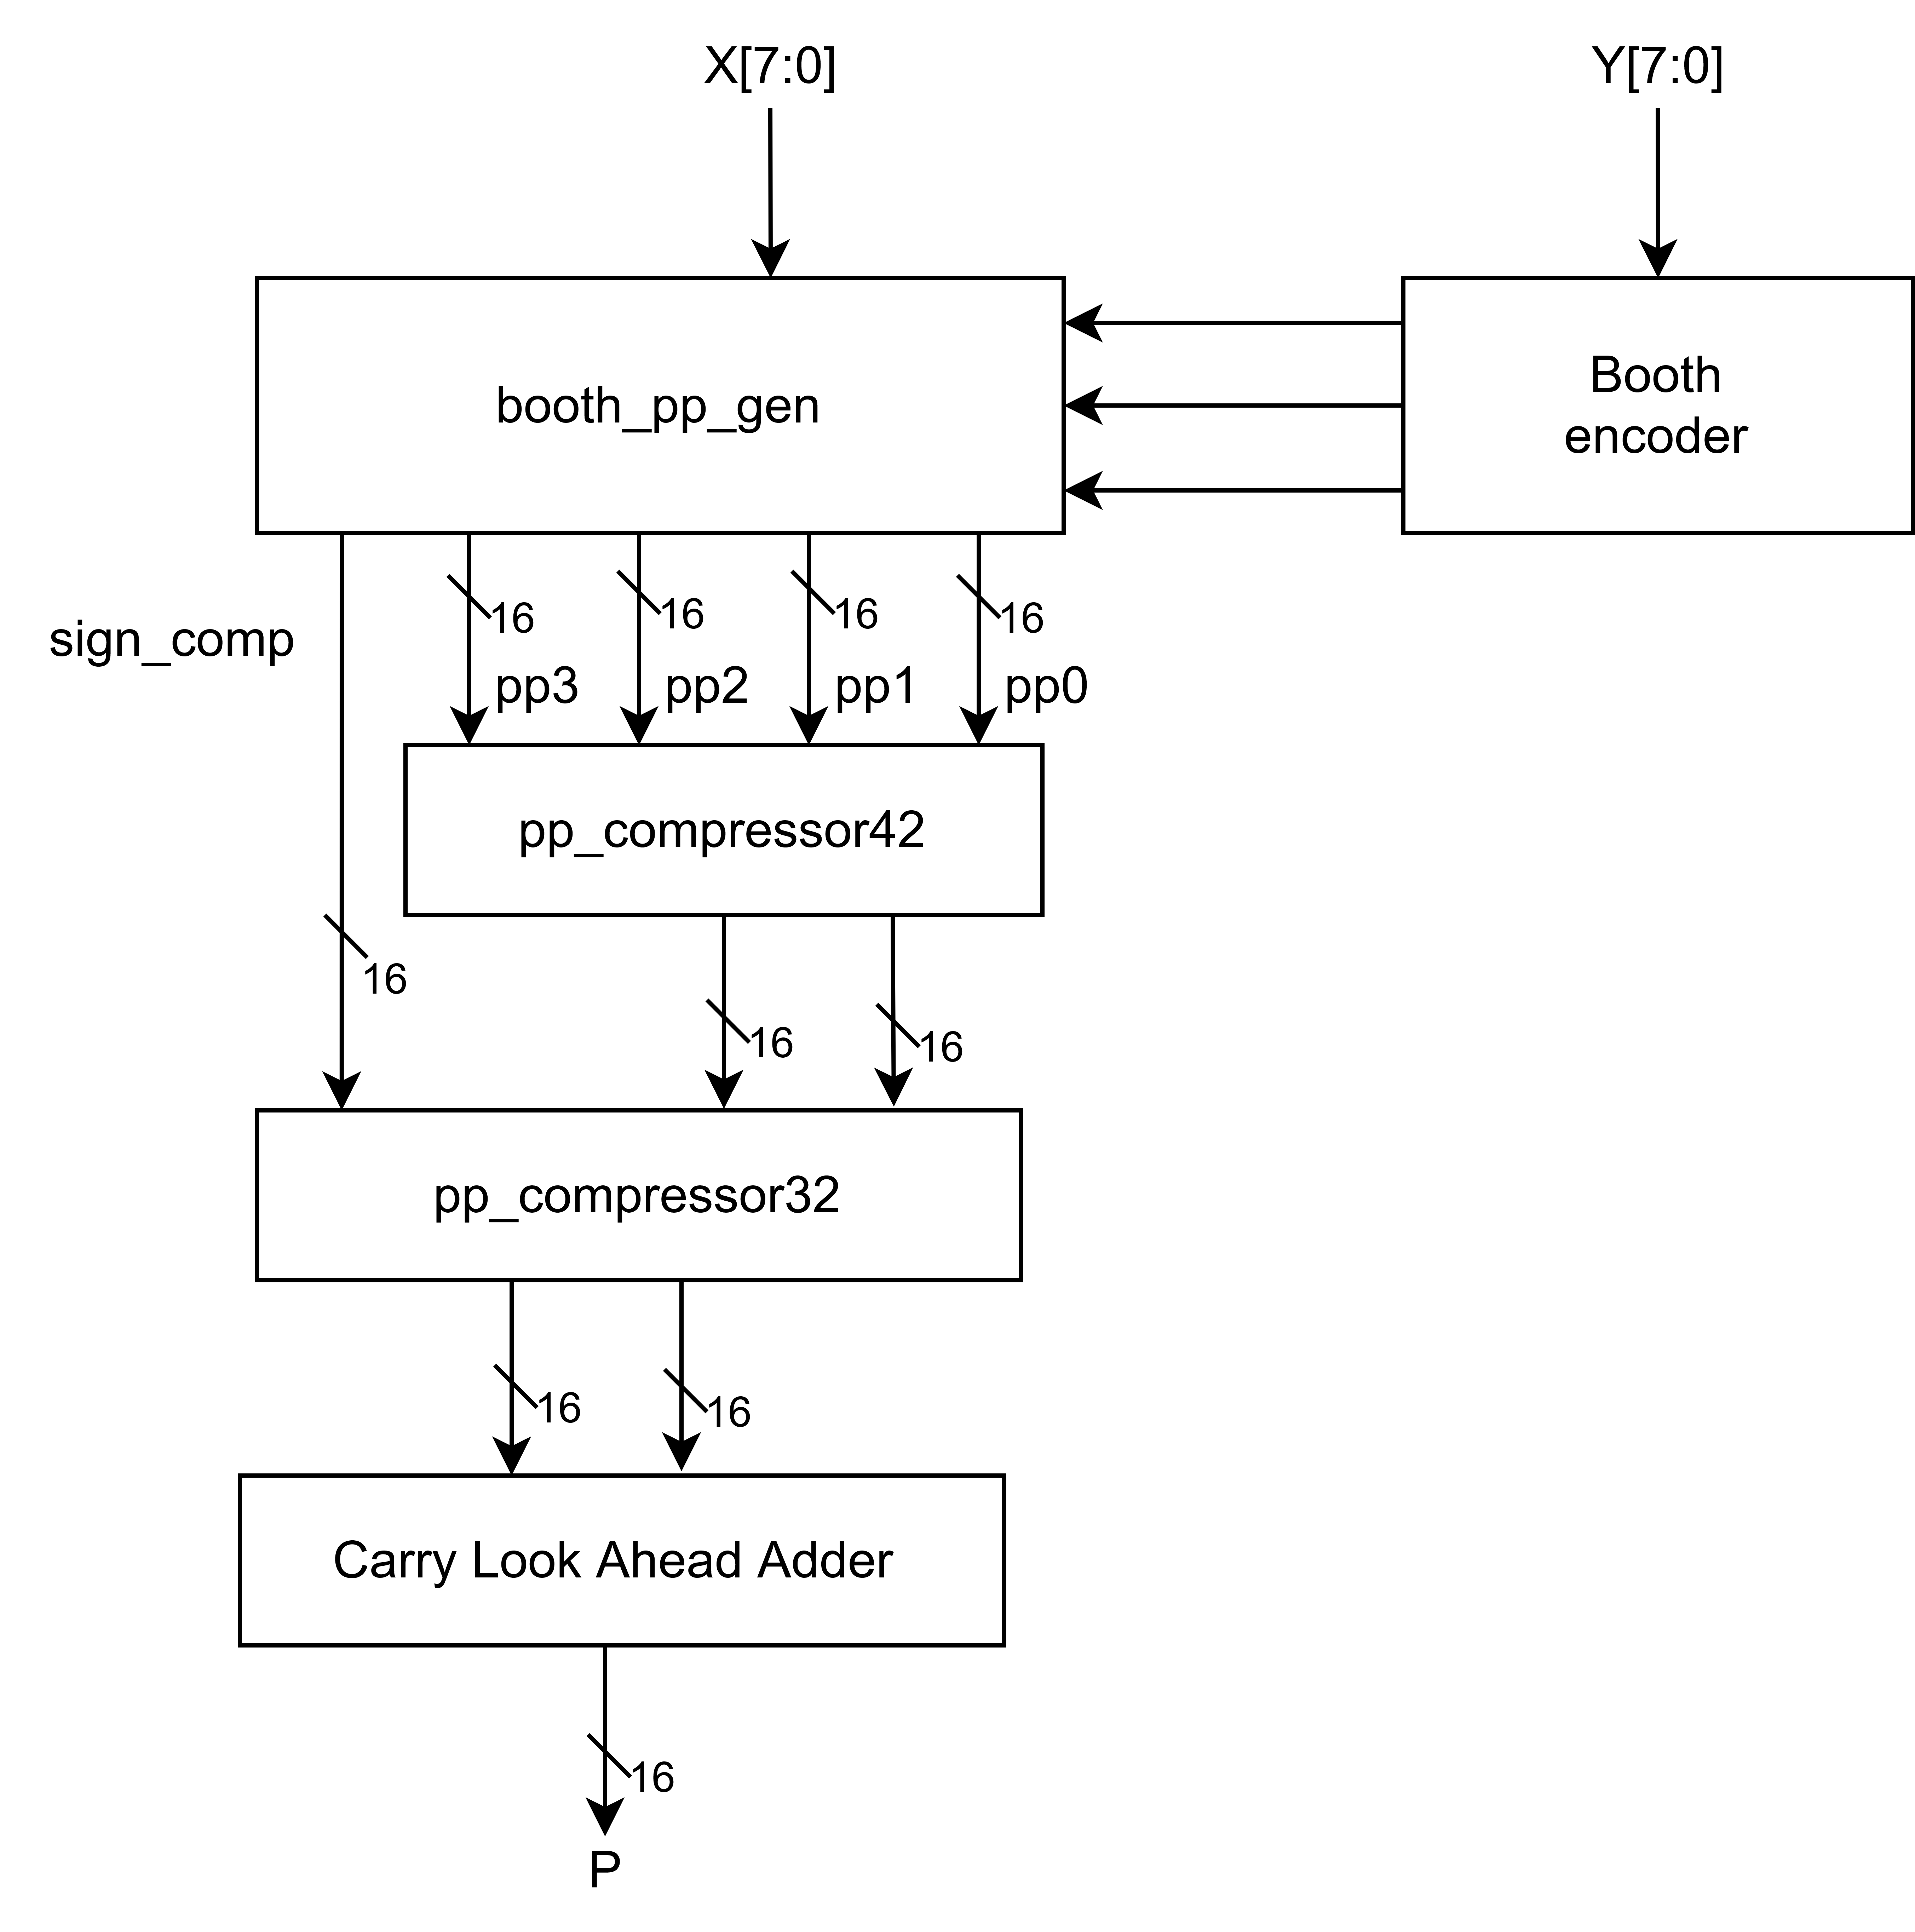 X[7:0]
Y[7:0]
booth_pp_gen
Booth
encoder
16
16
16
16
sign_comp
pp3
pp2
pp1
pp0
pp_compressor42
16
16
16
pp_compressor32
16
16
Carry Look Ahead Adder
16
P